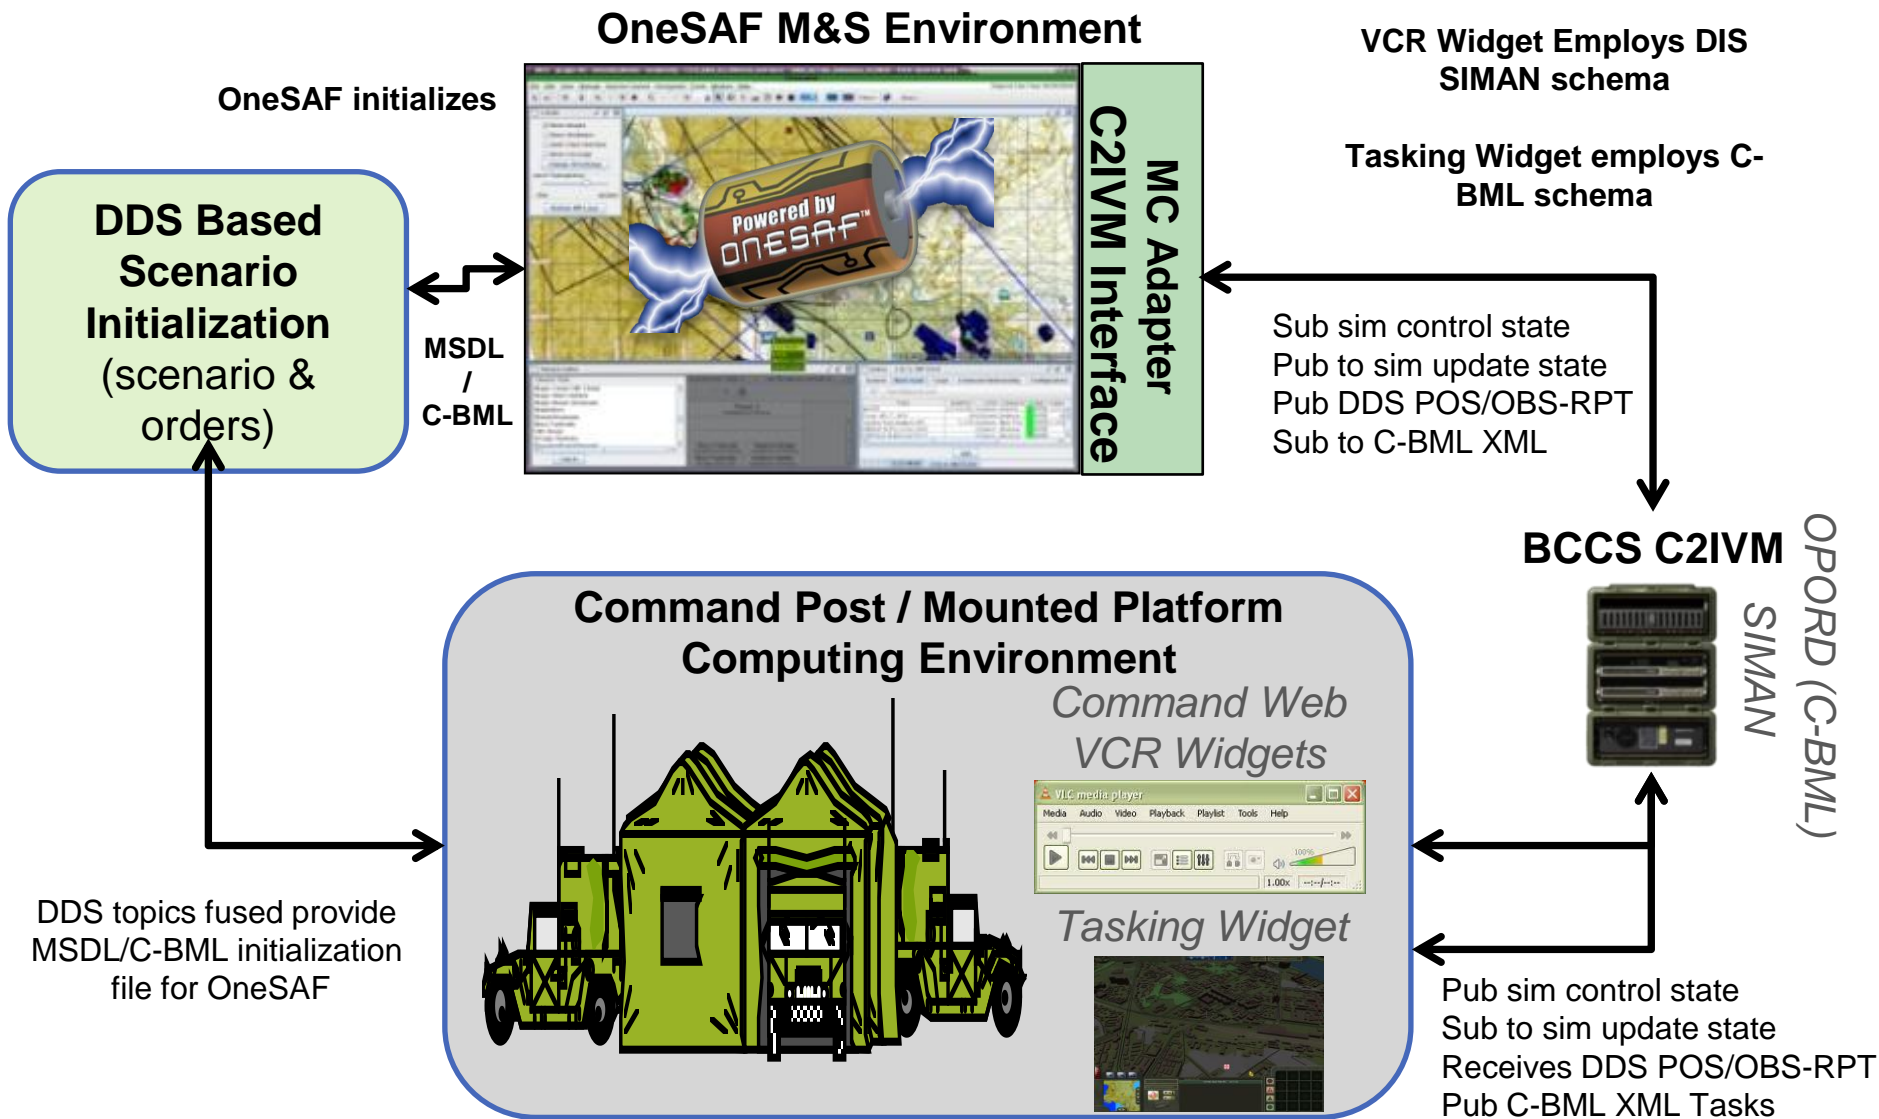 OneSAF M&S Environment
VCR Widget Employs DIS
SIMAN schema
OneSAF initializes
Tasking Widget employs C-
BML schema
DDS Based
Scenario
Initialization
(scenario &
orders)
MSDL
/
C-BML
Powered by
ONESAF™
MC Adapter
C2IVM Interface
Sub sim control state
Pub to sim update state
Pub DDS POS/OBS-RPT
Sub to C-BML XML
BCCS C2IVM
OPORD (C-BML)
SIMAN
Command Post / Mounted Platform
Computing Environment
Command Web
VCR Widgets
VLC media player
Media Audio Video Playback Playlist Tools Help
100%
1.00x --:--/--:--
Tasking Widget
DDS topics fused provide
MSDL/C-BML initialization
file for OneSAF
Pub sim control state
Sub to sim update state
Receives DDS POS/OBS-RPT
Pub C-BML XML Tasks